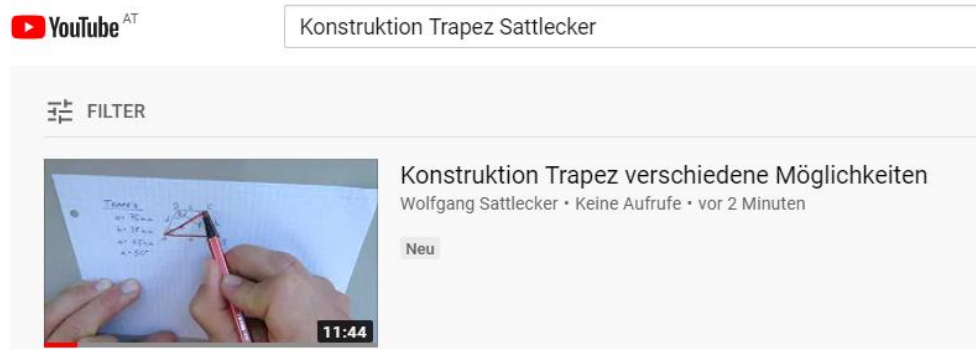 YouTube AT
Konstruktion Trapez Sattlecker
FILTER
Konstruktion Trapez verschiedene Möglichkeiten
Wolfgang Sattlecker • Keine Aufrufe • vor 2 Minuten
Neu
TRAPEZ
11:44